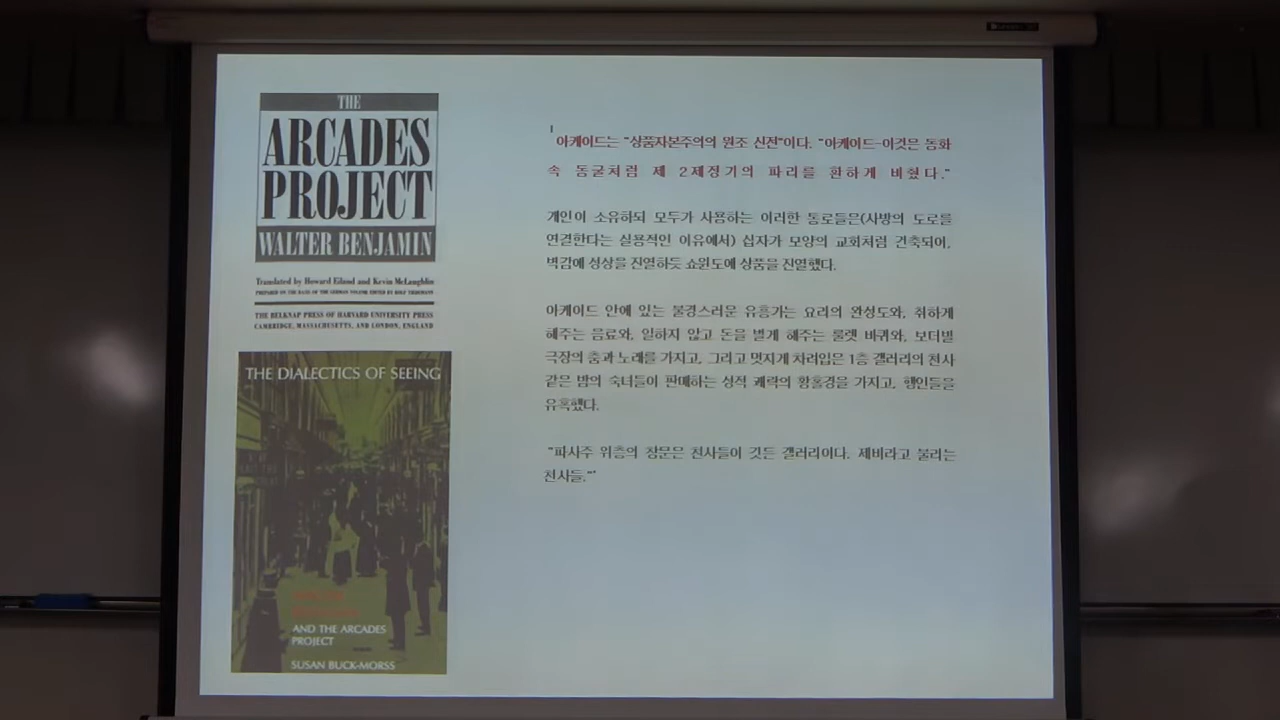 THE
ARCADES
PROJECT
WALTER BENJAMIN
Translated by Howard Eiland and Kevin McLaughlin
PREPARED ON THE BASIS OF THE GERMAN VOLUME EDITED BY ROLF TIEDEMANN
THE BELKNAP PRESS OF HARVARD UNIVERSITY PRESS
CAMBRIDGE, MASSACHUSETTS, AND LONDON, ENGLAND
THE DIALECTICS OF SEEING
AND THE ARCADES
PROJECT
SUSAN BUCK-MORSS
아케이드는 "상품자본주의의 원조 신전"이다. "아케이드-이것은 동화
속 동굴처럼 제 2제정기의 파리를 환하게 비췄다."
개인이 소유하되 모두가 사용하는 이러한 통로들은(사방의 도로를
연결한다는 실용적인 이유에서) 십자가 모양의 교회처럼 건축되어,
벽감에 성상을 진열하듯 쇼윈도에 상품을 진열했다.
아케이드 안에 있는 불경스러운 유흥가는 요리의 완성도와, 취하게
해주는 음료와, 일하지 않고 돈을 벌게 해주는 룰렛 바퀴와, 보더빌
극장의 춤과 노래를 가지고, 그리고 멋지게 차려입은 1층 갤러리의 천사
같은 밤의 숙녀들이 판매하는 성적 쾌락의 황홀경을 가지고, 행인들을
유혹했다.
"파사주 위층의 창문은 천사들이 깃든 갤러리이다. 제비라고 불리는
천사들."